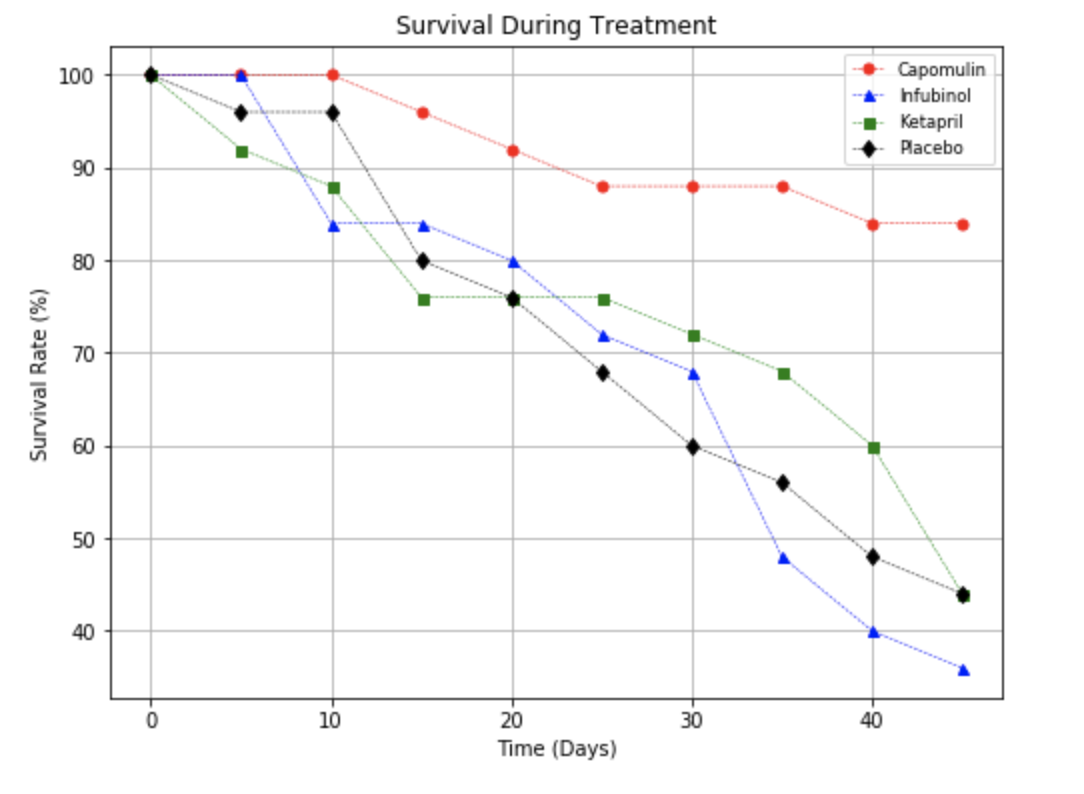 Survival During Treatment
Capomulin
Infubinol
Ketapril
Placebo
100
90
80
70
60
50
40
Survival Rate (%)
0 10 20 30 40
Time (Days)